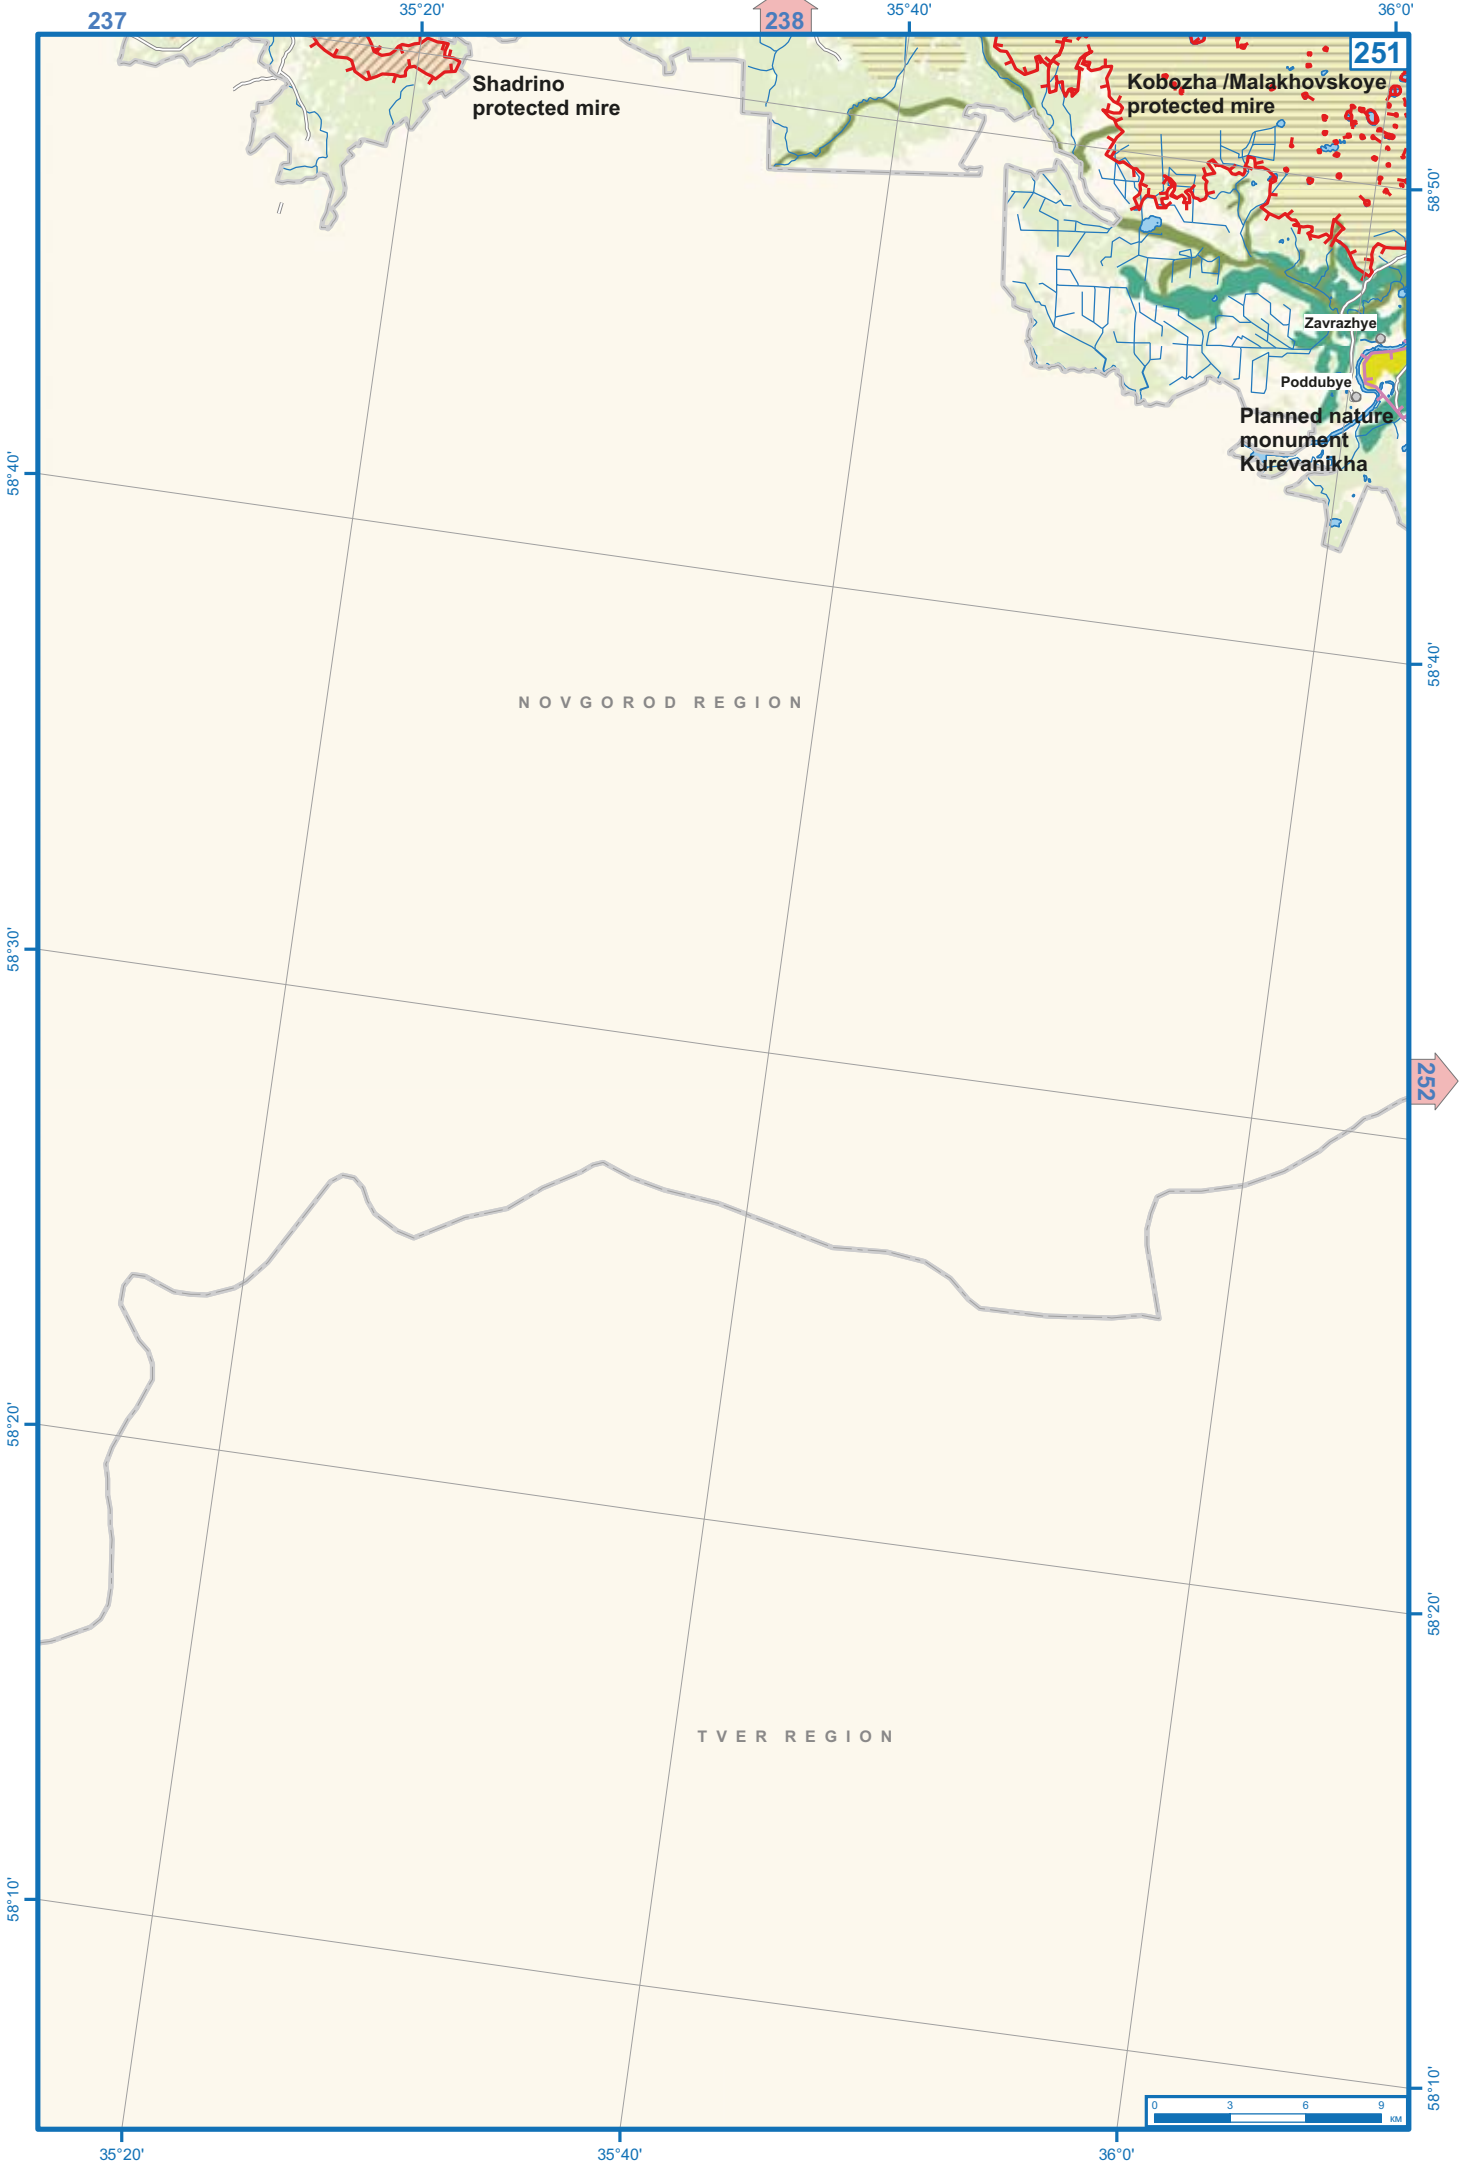 237
35°20'
238
35°40'
36°0'
251
Shadrino
protected mire
Kobozha /Malakhovskoye
protected mire
58°50'
Zavrazhye
Poddubye
Planned nature
monument
Kurevanikha
58°40'
58°40'
NOVGOROD REGION
58°30'
252
58°20'
58°20'
TVER REGION
58°10'
58°10'
0 3 6 9
км
35°20'
35°40'
36°0'